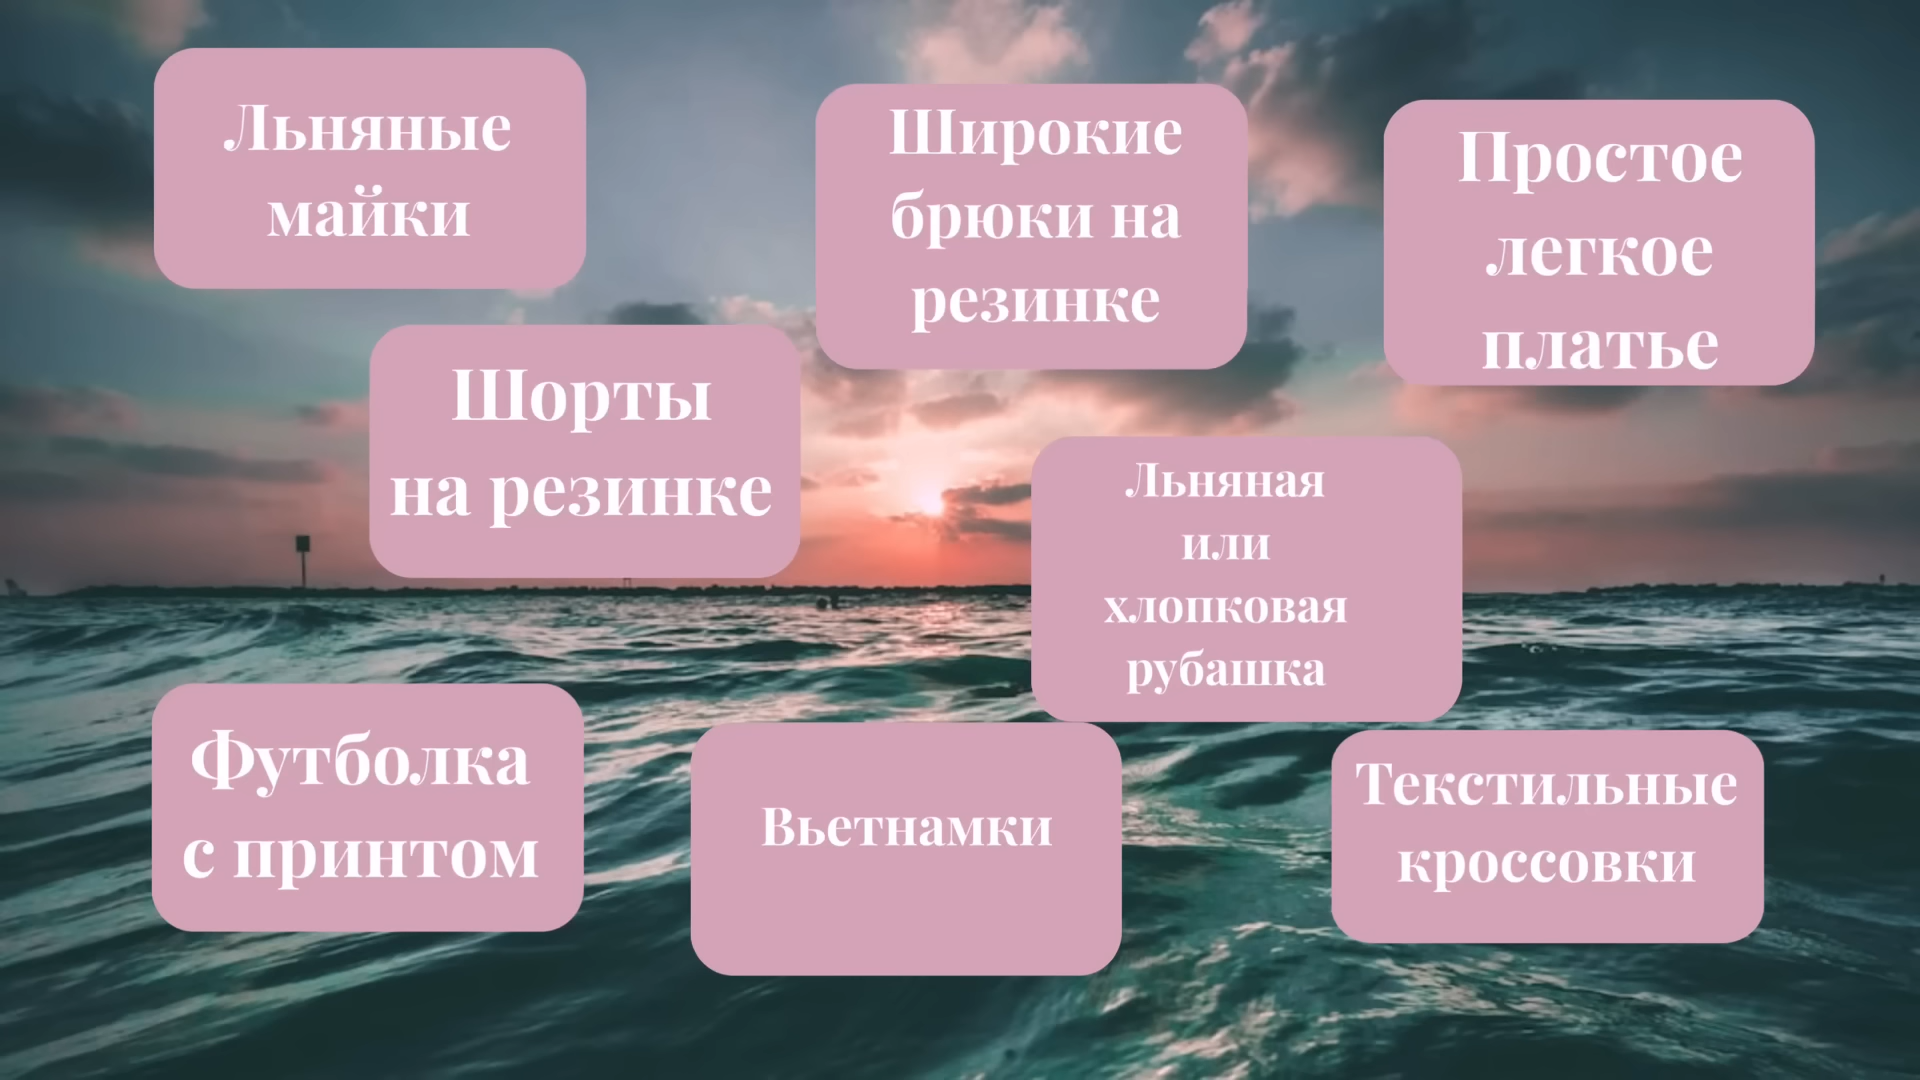 Льняные
майки
Широкие
брюки на
резинке
Простое
легкое
платье
Шорты
на резинке
Льняная
или
хлопковая
рубашка
Футболка
с принтом
Вьетнамки
Текстильные
кроссовки